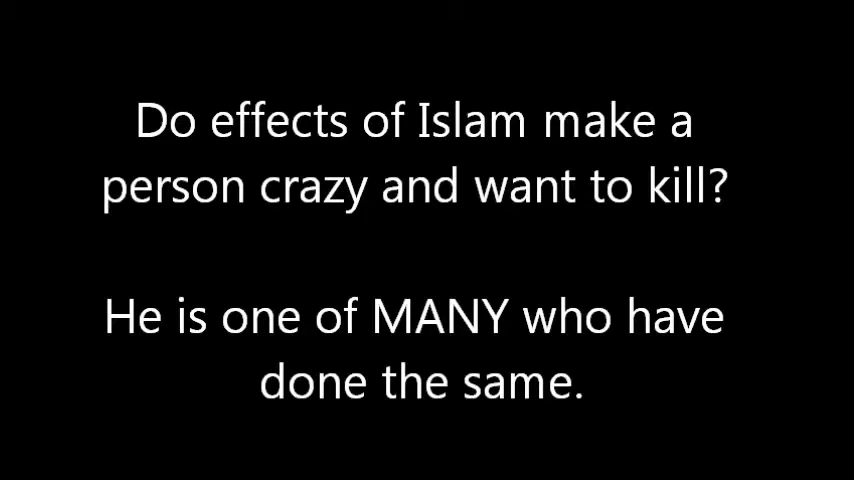 Do effects of Islam make a
person crazy and want to kill?
He is one of MANY who have
done the same.